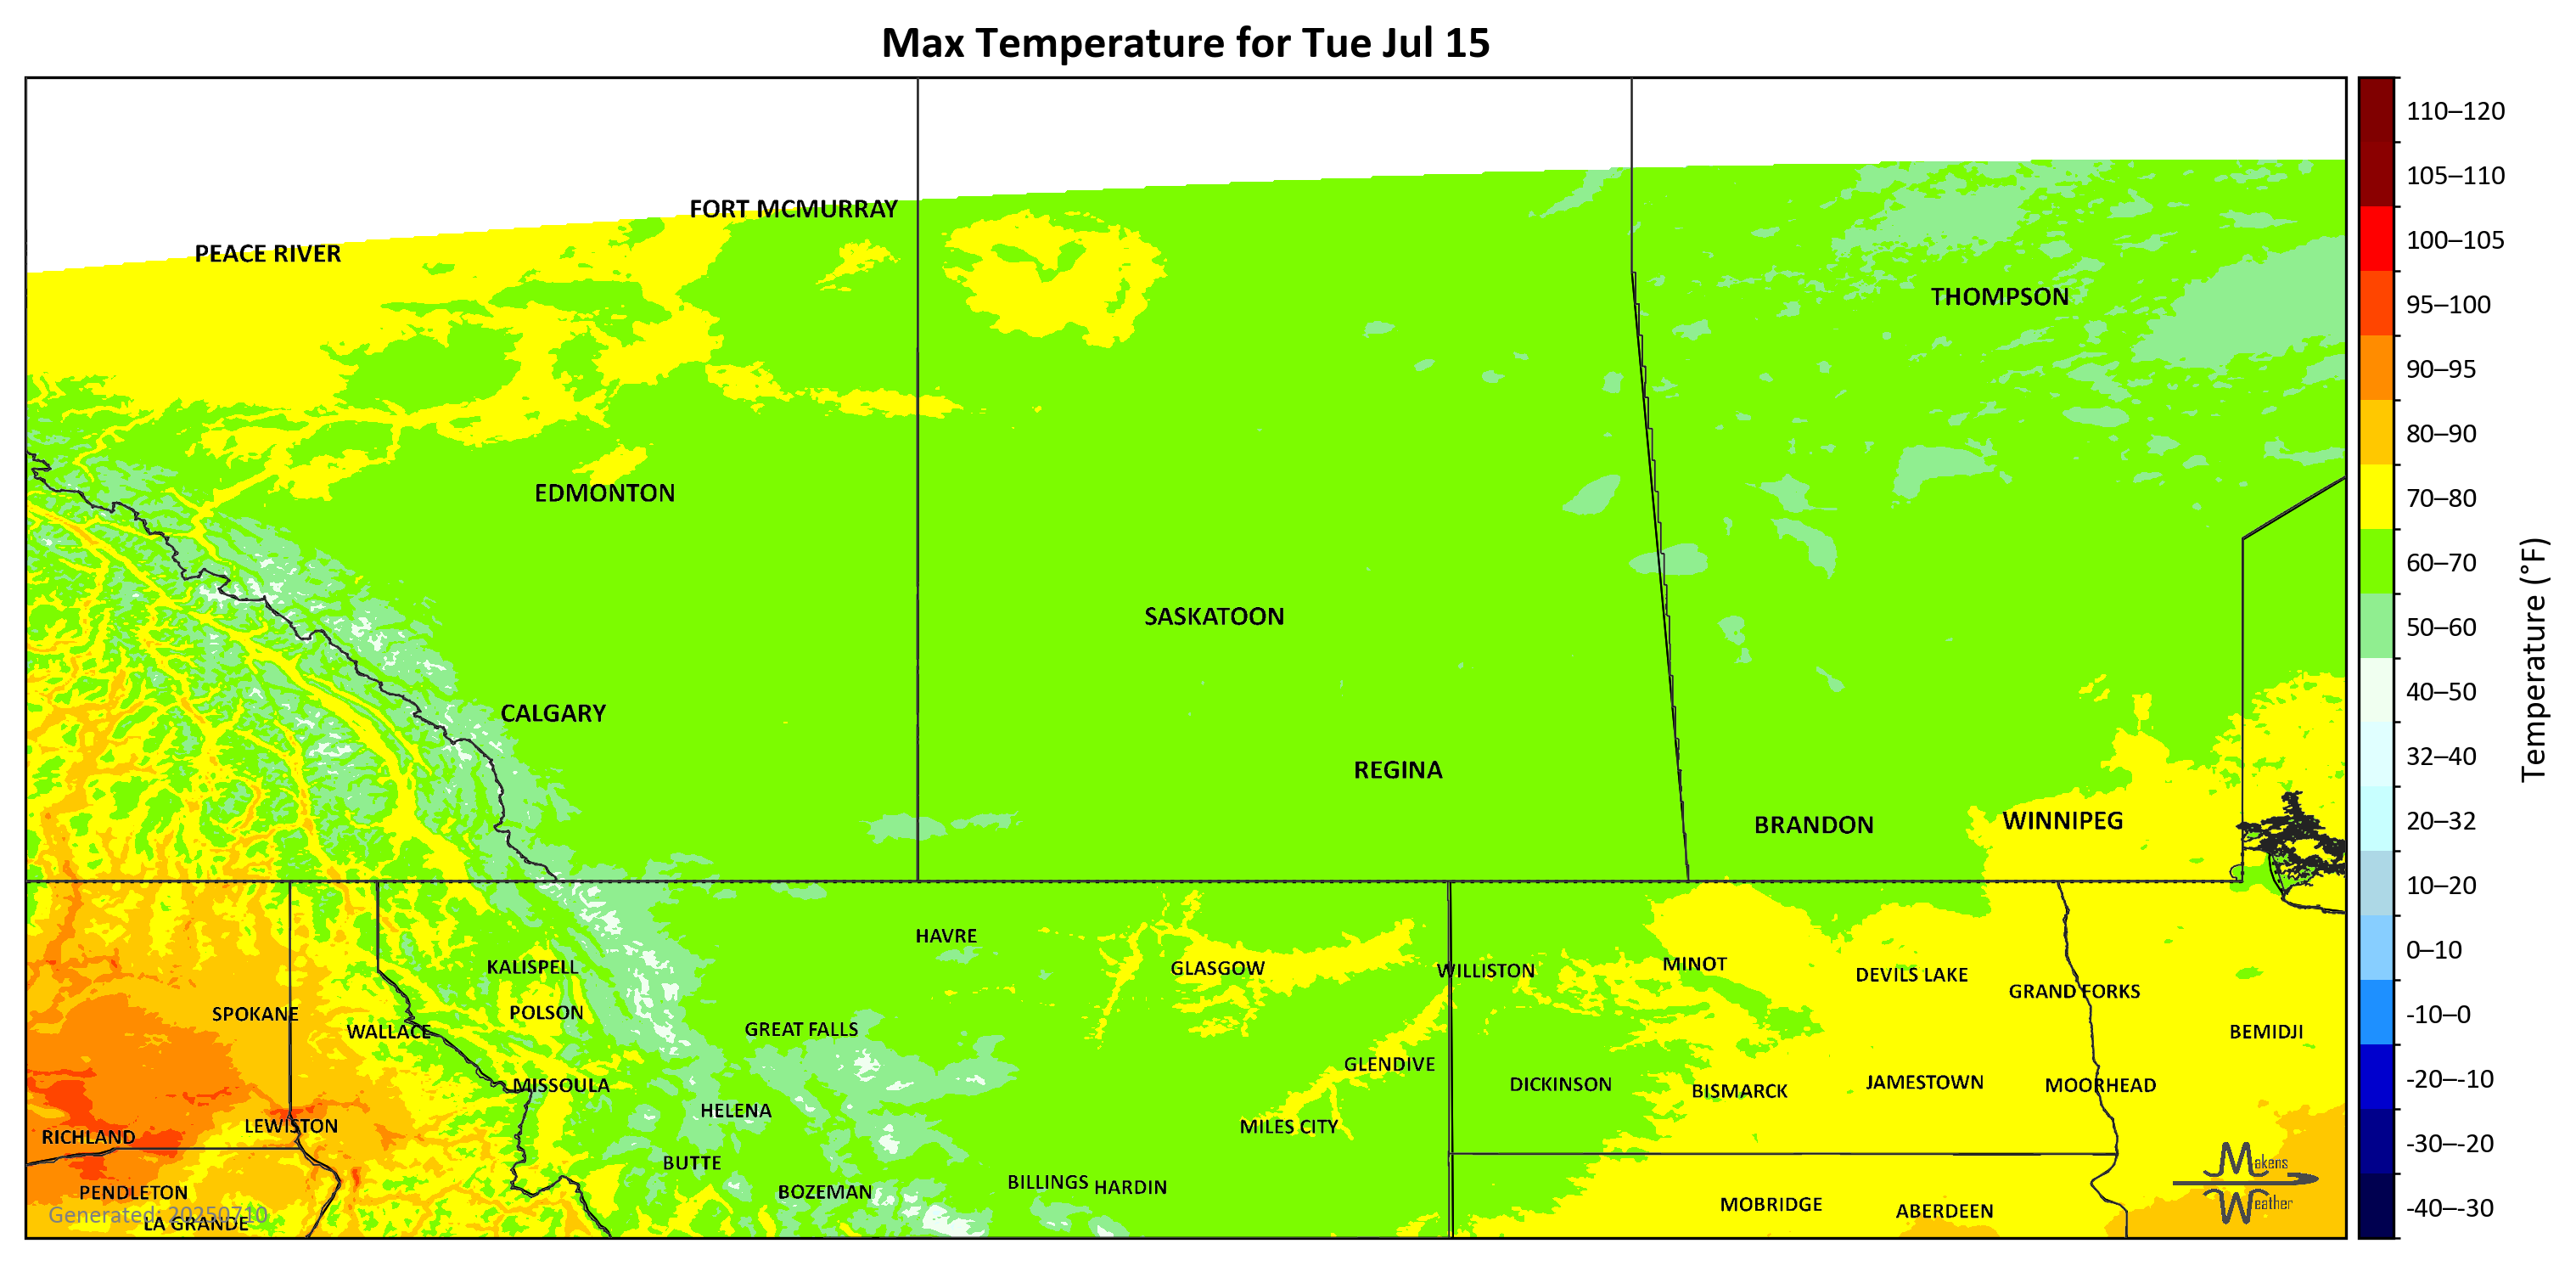 Max Temperature for Tue Jul 15
110–120
105–110
100–105
95–100
90–95
80–90
70–80
60–70
50–60
40–50
32–40
20–32
10–20
0–10
-10–0
-20–-10
-30–-20
-40–-30
Temperature (°F)
FORT MCMURRAY
PEACE RIVER
THOMPSON
EDMONTON
SASKATOON
CALGARY
REGINA
BRANDON
WINNIPEG
HAVRE
KALISPELL
GLASGOW
WILLISTON
MINOT
DEVILS LAKE
GRAND FORKS
SPOKANE
POLSON
WALLACE
GREAT FALLS
BEMIDJI
GLENDIVE
MISSOULA
DICKINSON
BISMARCK
JAMESTOWN
MOORHEAD
HELENA
RICHLAND
LEWISTON
MILES CITY
BUTTE
PENDLETON
BOZEMAN
BILLINGS
HARDIN
MOBRIDGE
ABERDEEN
Generated: 20250710
LA GRANDE
Makens
Weather